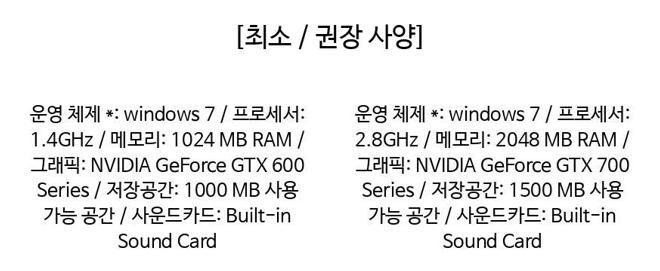 [최소 / 권장 사양]
운영 체제 *: windows 7 / 프로세서:
1.4GHz / 메모리: 1024 MB RAM /
그래픽: NVIDIA GeForce GTX 600
Series / 저장공간: 1000 MB 사용
가능 공간 / 사운드카드: Built-in
Sound Card
운영 체제 *: windows 7 / 프로세서:
2.8GHz / 메모리: 2048 MB RAM /
그래픽: NVIDIA GeForce GTX 700
Series / 저장공간: 1500 MB 사용
가능 공간 / 사운드카드: Built-in
Sound Card